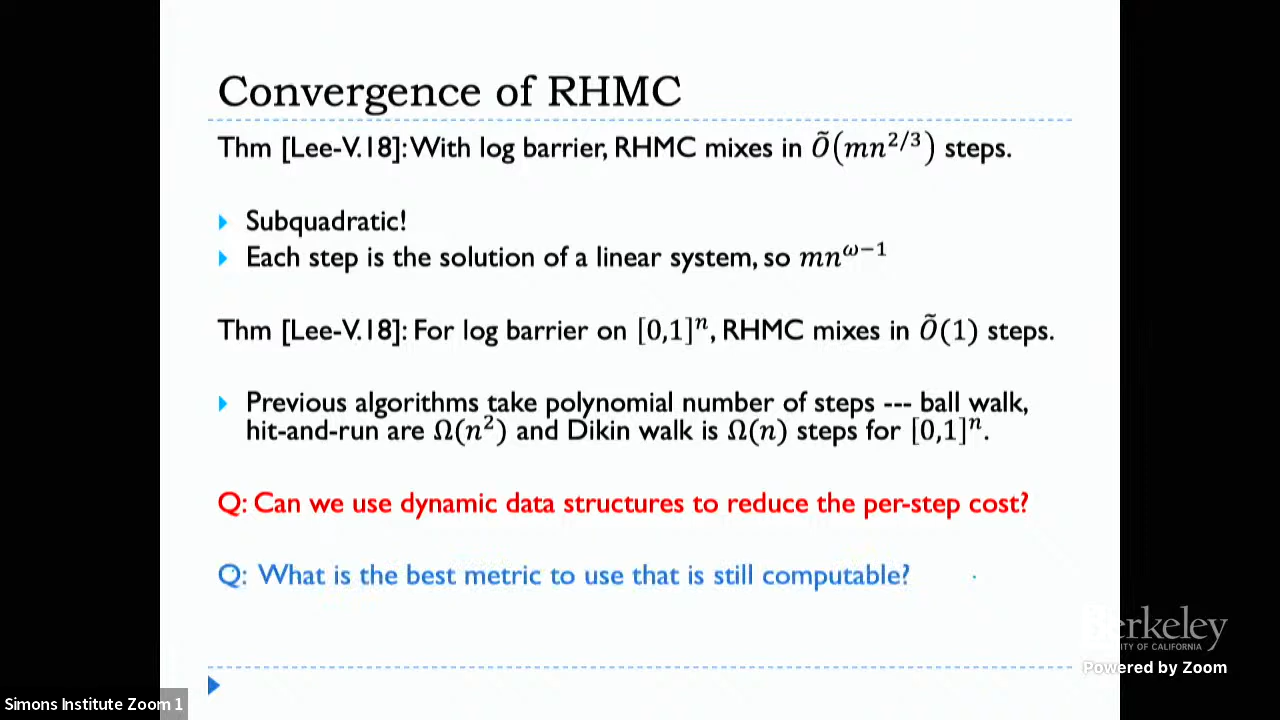 Convergence of RHMC
Thm [Lee-V.18]: With log barrier, RHMC mixes in Õ(mn^{2/3}) steps.
Subquadratic!
Each step is the solution of a linear system, so mn^{ω−1}
Thm [Lee-V.18]: For log barrier on [0,1]^n, RHMC mixes in Õ(1) steps.
Previous algorithms take polynomial number of steps --- ball walk,
hit-and-run are Ω(n^2) and Dikin walk is Ω(n) steps for [0,1]^n.
Q: Can we use dynamic data structures to reduce the per-step cost?
Q: What is the best metric to use that is still computable?
Berkeley
OF CALIFORNIA
Powered by Zoom
Simons Institute Zoom 1